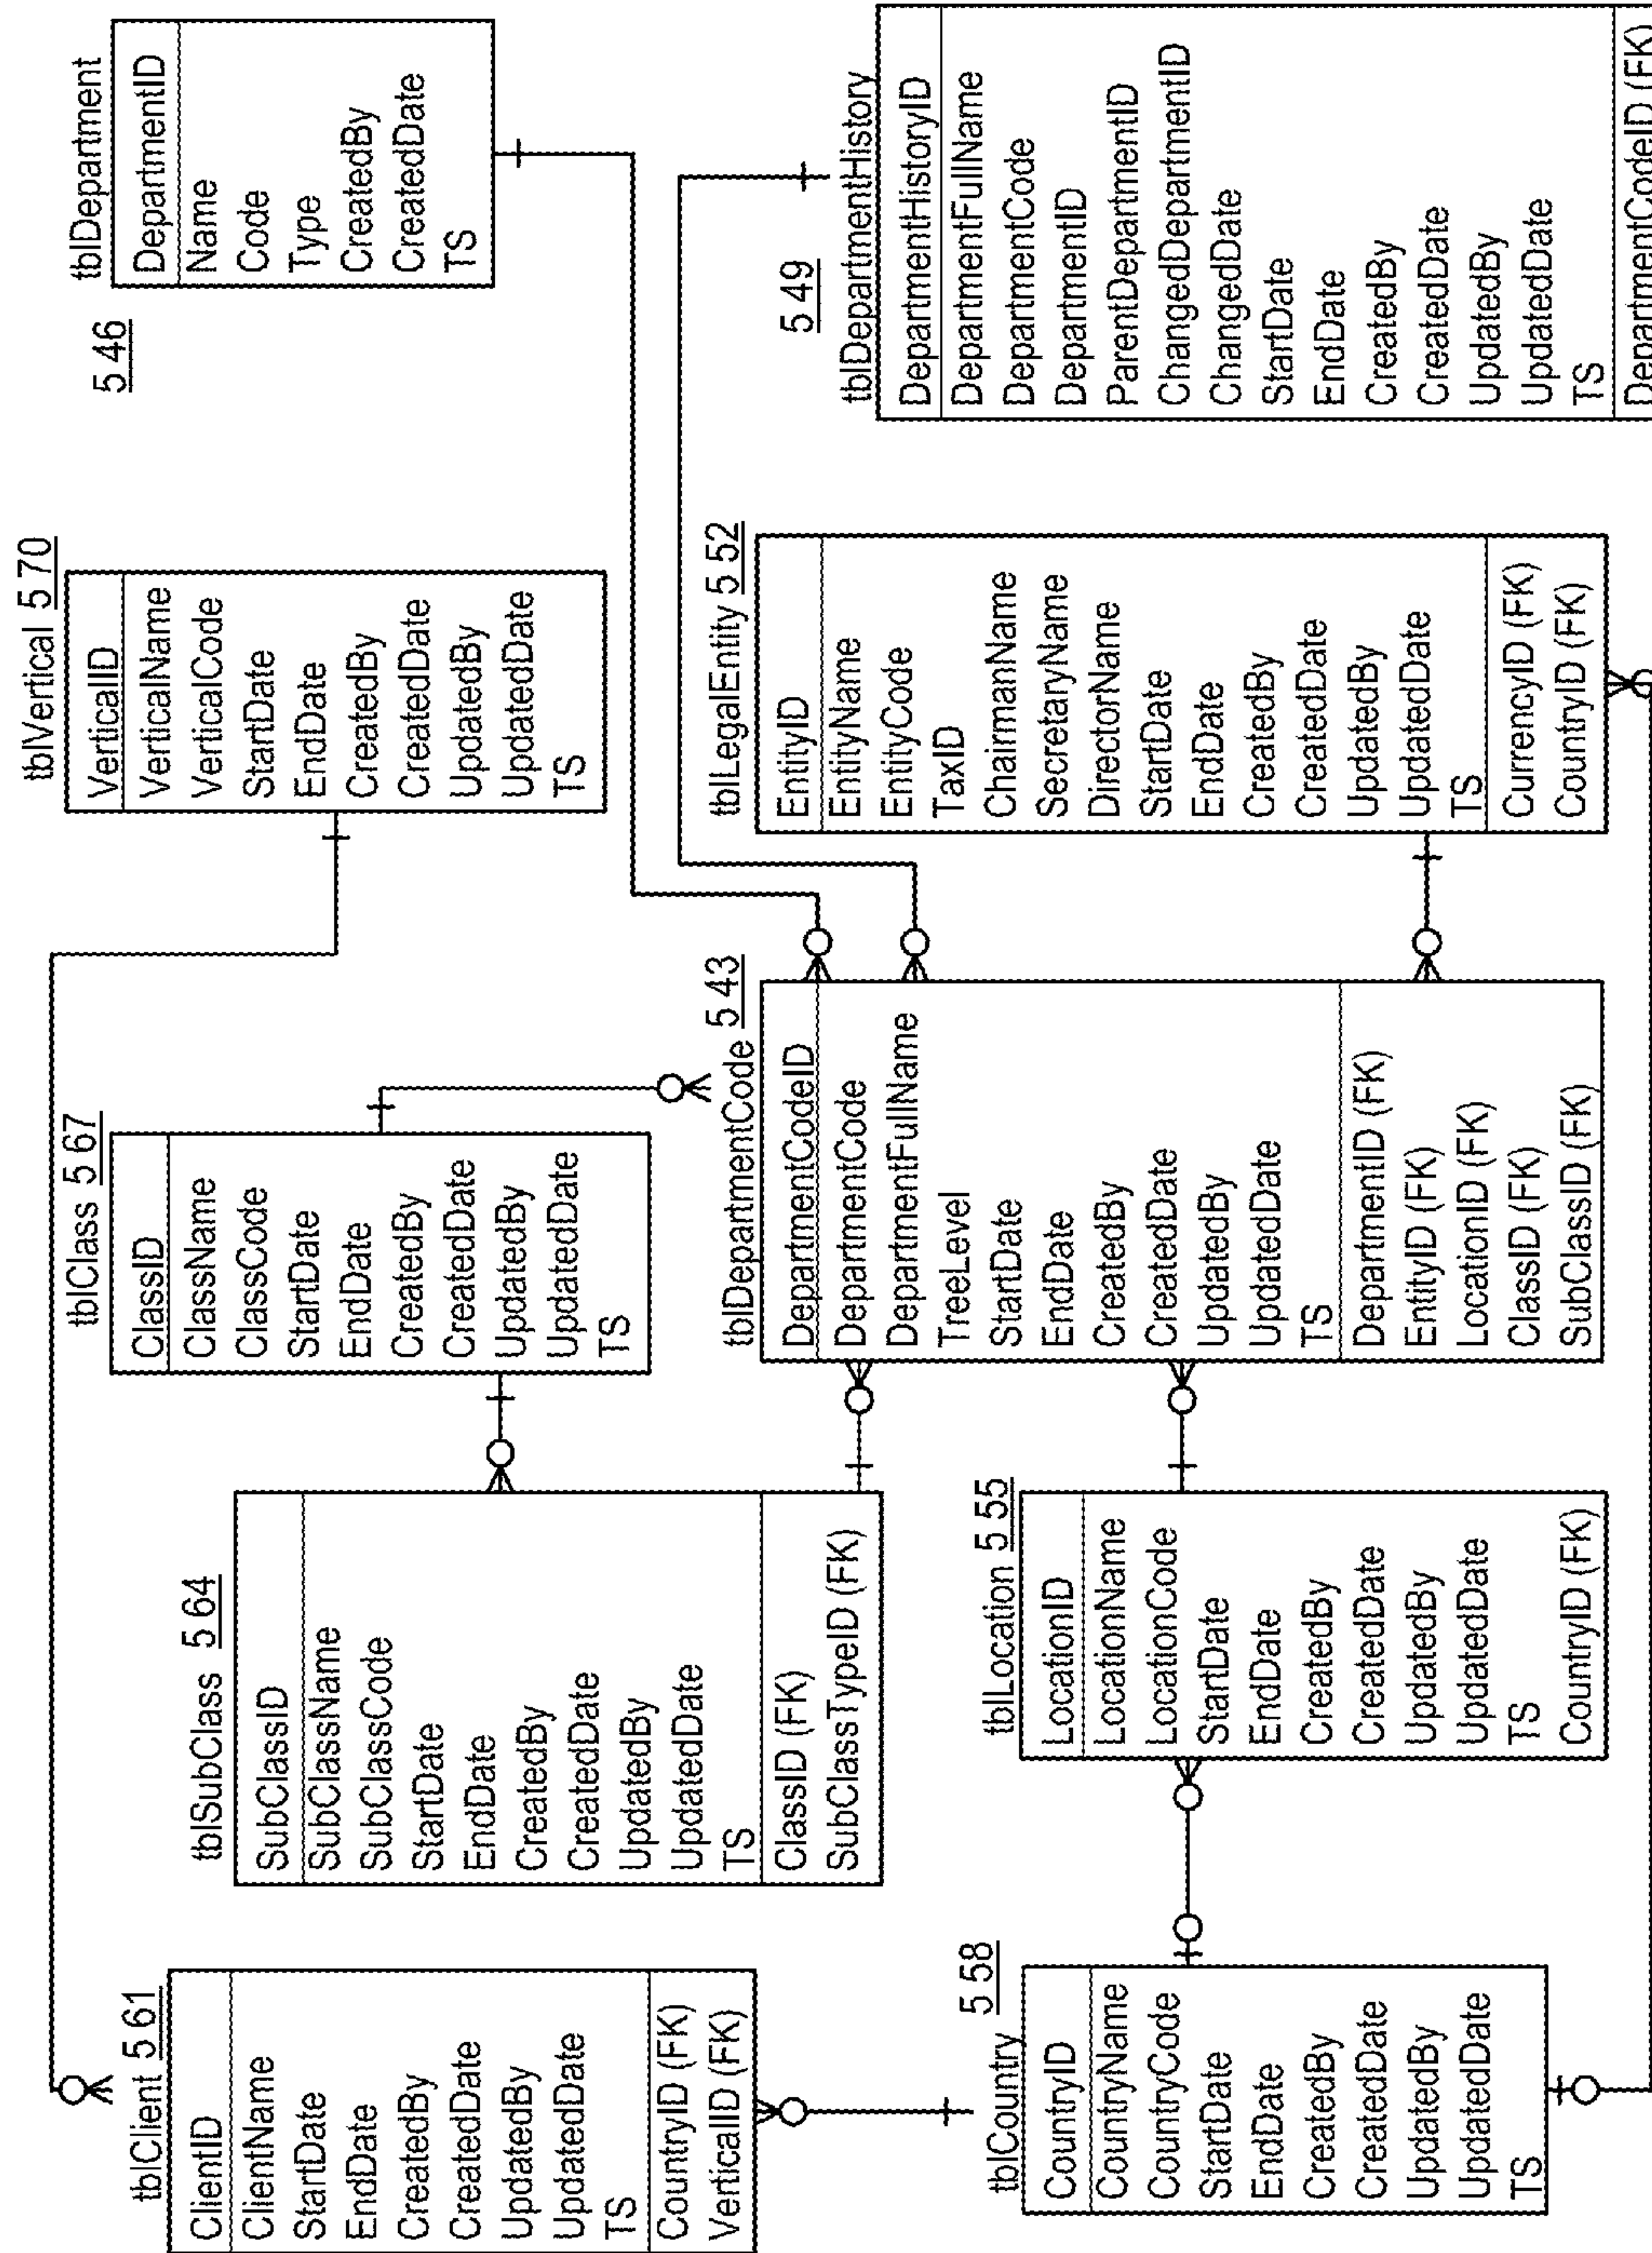 tblClient 5 61
ClientID
ClientName
StartDate
EndDate
CreatedBy
CreatedDate
UpdatedBy
UpdatedDate
TS
CountryID (FK)
VerticalID (FK)
tblSubClass 5 64
SubClassID
SubClassName
SubClassCode
StartDate
EndDate
CreatedBy
CreatedDate
UpdatedBy
UpdatedDate
TS
ClassID (FK)
SubClassTypeID (FK)
tblClass 5 67
ClassID
ClassName
ClassCode
StartDate
EndDate
CreatedBy
CreatedDate
UpdatedBy
UpdatedDate
TS
tblVertical 5 70
VerticalID
VerticalName
VerticalCode
StartDate
EndDate
CreatedBy
CreatedDate
UpdatedBy
UpdatedDate
TS
5 46
tblDepartment
DepartmentID
Name
Code
Type
CreatedBy
CreatedDate
TS
5 58
tblCountry
CountryID
CountryName
CountryCode
StartDate
EndDate
CreatedBy
CreatedDate
UpdatedBy
UpdatedDate
TS
tblLocation 5 55
LocationID
LocationName
LocationCode
StartDate
EndDate
CreatedBy
CreatedDate
UpdatedBy
UpdatedDate
TS
CountryID (FK)
tblDepartmentCode 5 43
DepartmentCodeID
DepartmentCode
DepartmentFullName
TreeLevel
StartDate
EndDate
CreatedBy
CreatedDate
UpdatedBy
UpdatedDate
TS
DepartmentID (FK)
EntityID (FK)
LocationID (FK)
ClassID (FK)
SubClassID (FK)
tblLegalEntity 5 52
EntityID
EntityName
EntityCode
TaxID
ChairmanName
SecretaryName
DirectorName
StartDate
EndDate
CreatedBy
CreatedDate
UpdatedBy
UpdatedDate
TS
CurrencyID (FK)
CountryID (FK)
5 49
tblDepartmentHistory
DepartmentHistoryID
DepartmentFullName
DepartmentCode
DepartmentID
ParentDepartmentID
ChangedDepartmentID
ChangedDate
StartDate
EndDate
CreatedBy
CreatedDate
UpdatedBy
UpdatedDate
TS
DepartmentCodeID (FK)